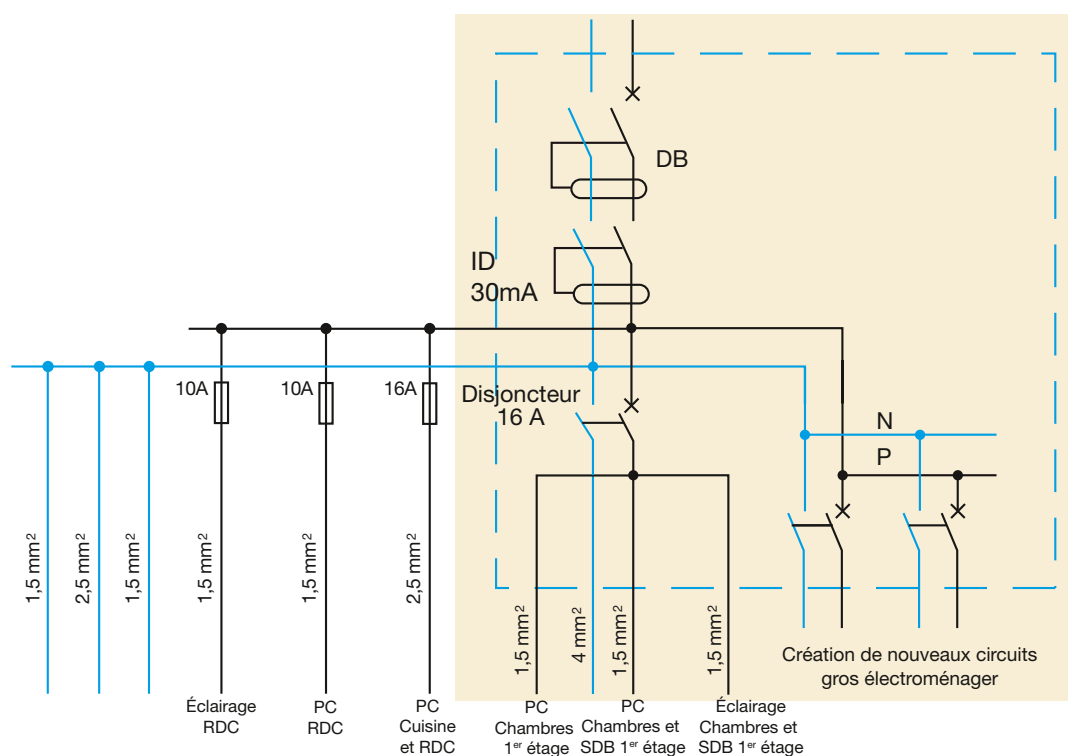 DB
ID
30mA
10A
10A
16A
Disjoncteur
16 A
N
P
1,5 mm²
2,5 mm²
1,5 mm²
1,5 mm²
1,5 mm²
2,5 mm²
1,5 mm²
4 mm²
1,5 mm²
1,5 mm²
Création de nouveaux circuits
gros électroménager
Éclairage
RDC
PC
RDC
PC
Cuisine
et RDC
PC
Chambres
1er étage
PC
Chambres et
SDB 1er étage
Éclairage
Chambres et
SDB 1er étage